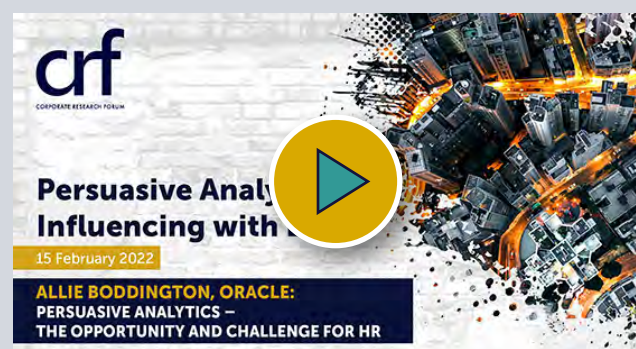 crf
CORPORATE RESEARCH FORUM
Persuasive
Influencing with
15 February 2022
ALLIE BODDINGTON, ORACLE:
PERSUASIVE ANALYTICS –
THE OPPORTUNITY AND CHALLENGE FOR HR